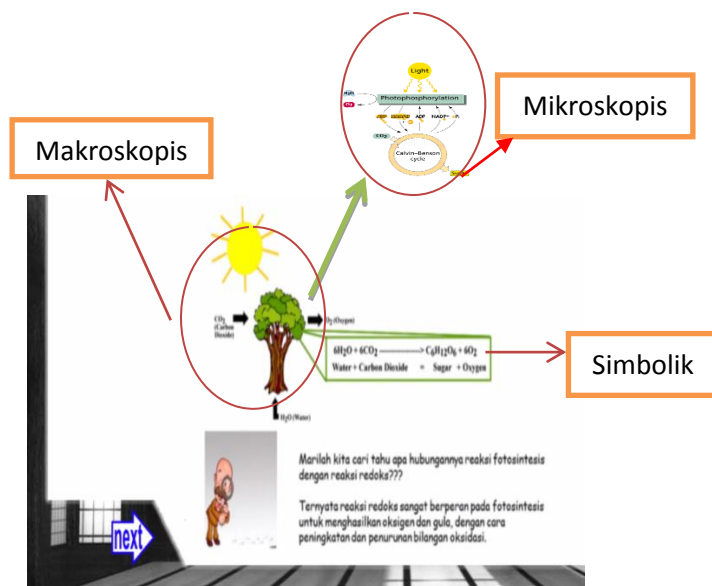 Light
Photophosphorylation
ADP
CO2
Calvin-Benson
cycle
Mikroskopis
Makroskopis
CO2
(Carbon
Dioxide)
O2 (Oxygen)
6H2O + 6CO2 → C6H12O6 + 6O2
Water + Carbon Dioxide = Sugar + Oxygen
Simbolik
H2O (Water)
Marilah kita cari tahu apa hubungannya reaksi fotosintesis
dengan reaksi redoks???
Ternyata reaksi redoks sangat berperan pada fotosintesis
untuk menghasilkan oksigen dan gula, dengan cara
peningkatan dan penurunan bilangan oksidasi.
next